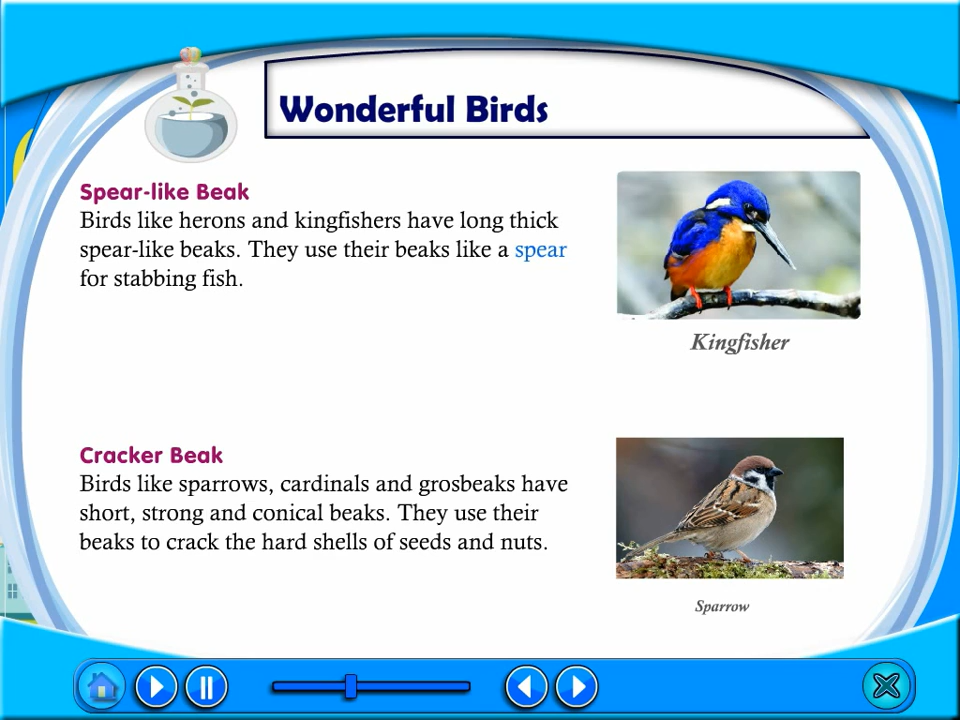 Wonderful Birds
Spear-like Beak
Birds like herons and kingfishers have long thick
spear-like beaks. They use their beaks like a spear
for stabbing fish.
Kingfisher
Cracker Beak
Birds like sparrows, cardinals and grosbeaks have
short, strong and conical beaks. They use their
beaks to crack the hard shells of seeds and nuts.
Sparrow